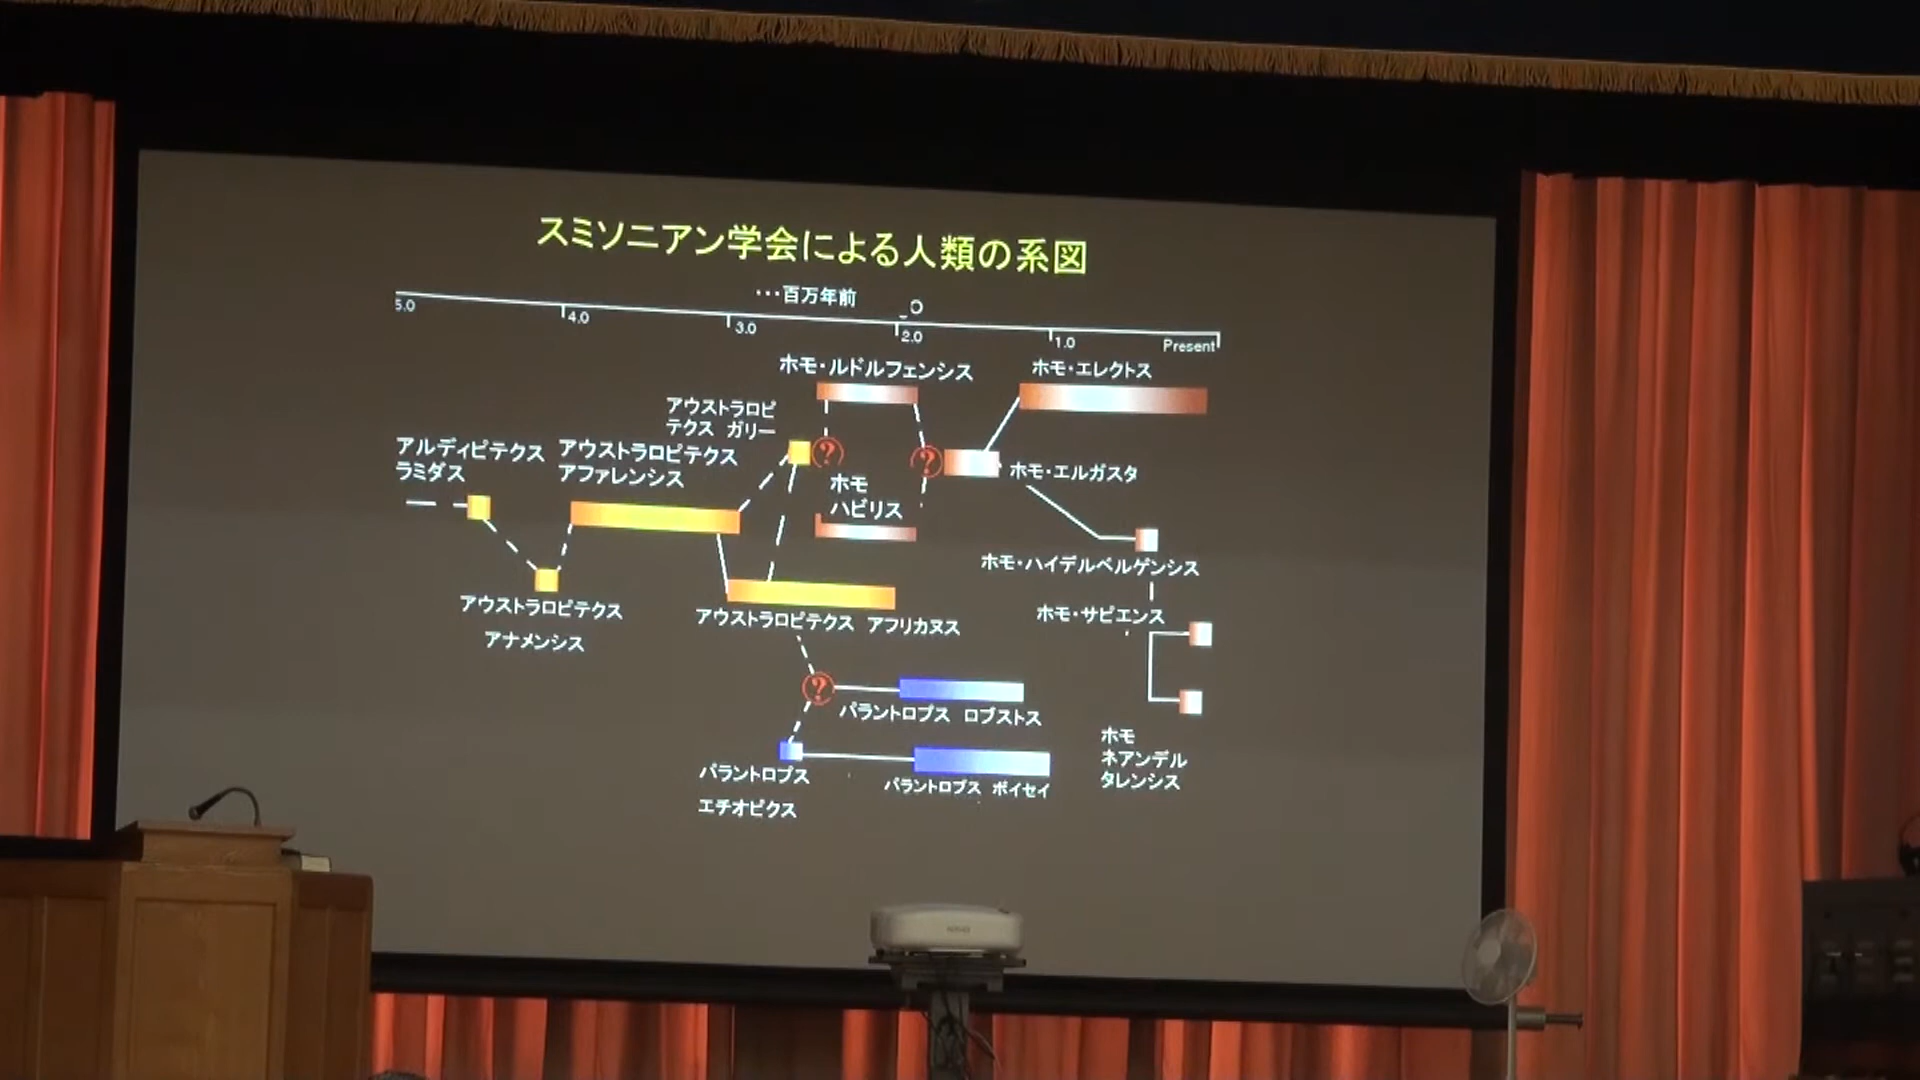 スミソニアン学会による人類の系図
…百万年前
5.0
4.0
3.0
2.0
1.0
Present
ホモ・ルドルフェンシス
ホモ・エレクトス
アウストラロピ
テクス ガリー
アルディピテクス
ラミダス
アウストラロピテクス
アファレンシス
?
?
ホモ・エルガスタ
ホモ
ハビリス
ホモ・ハイデルベルゲンシス
アウストラロピテクス
アナメンシス
アウストラロピテクス アフリカヌス
ホモ・サピエンス
?
パラントロプス ロブストス
パラントロプス
エチオピクス
パラントロプス ボイセイ
ホモ
ネアンデル
タレンシス